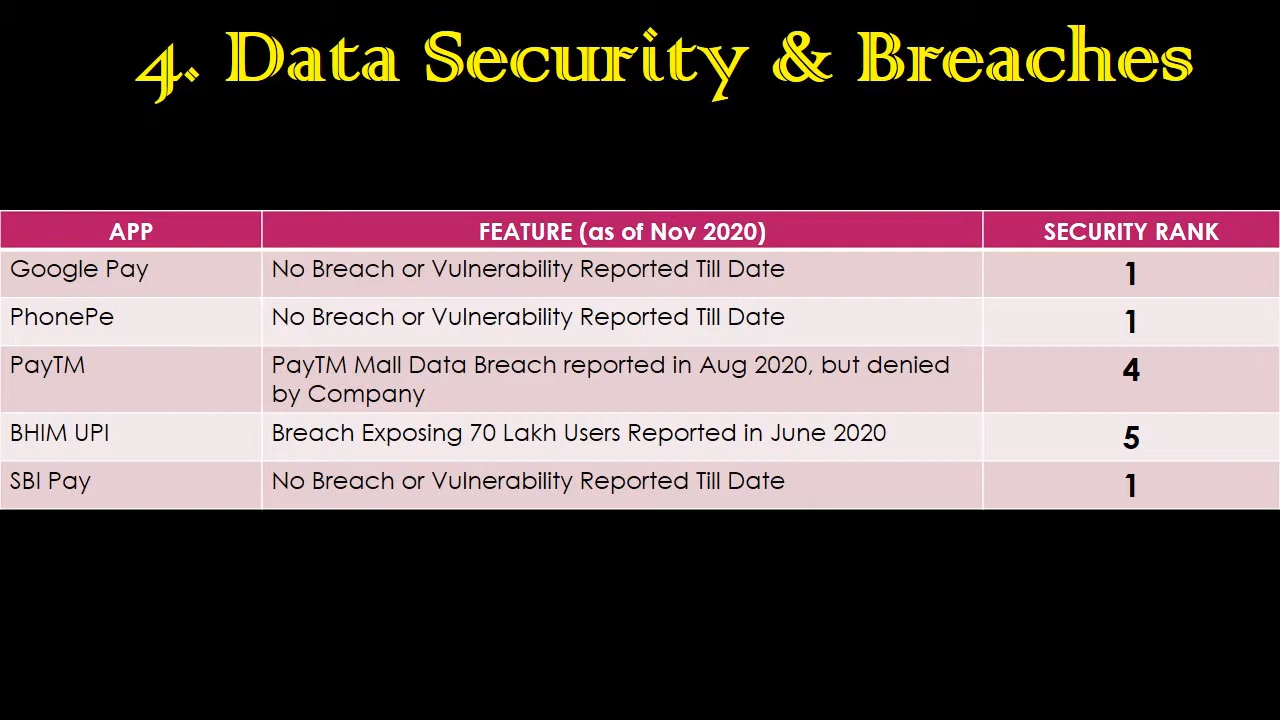 4. Data Security & Breaches
APP FEATURE (as of Nov 2020) SECURITY RANK
Google Pay No Breach or Vulnerability Reported Till Date 1
PhonePe No Breach or Vulnerability Reported Till Date 1
PayTM PayTM Mall Data Breach reported in Aug 2020, but denied 4
by Company
BHIM UPI Breach Exposing 70 Lakh Users Reported in June 2020 5
SBI Pay No Breach or Vulnerability Reported Till Date 1